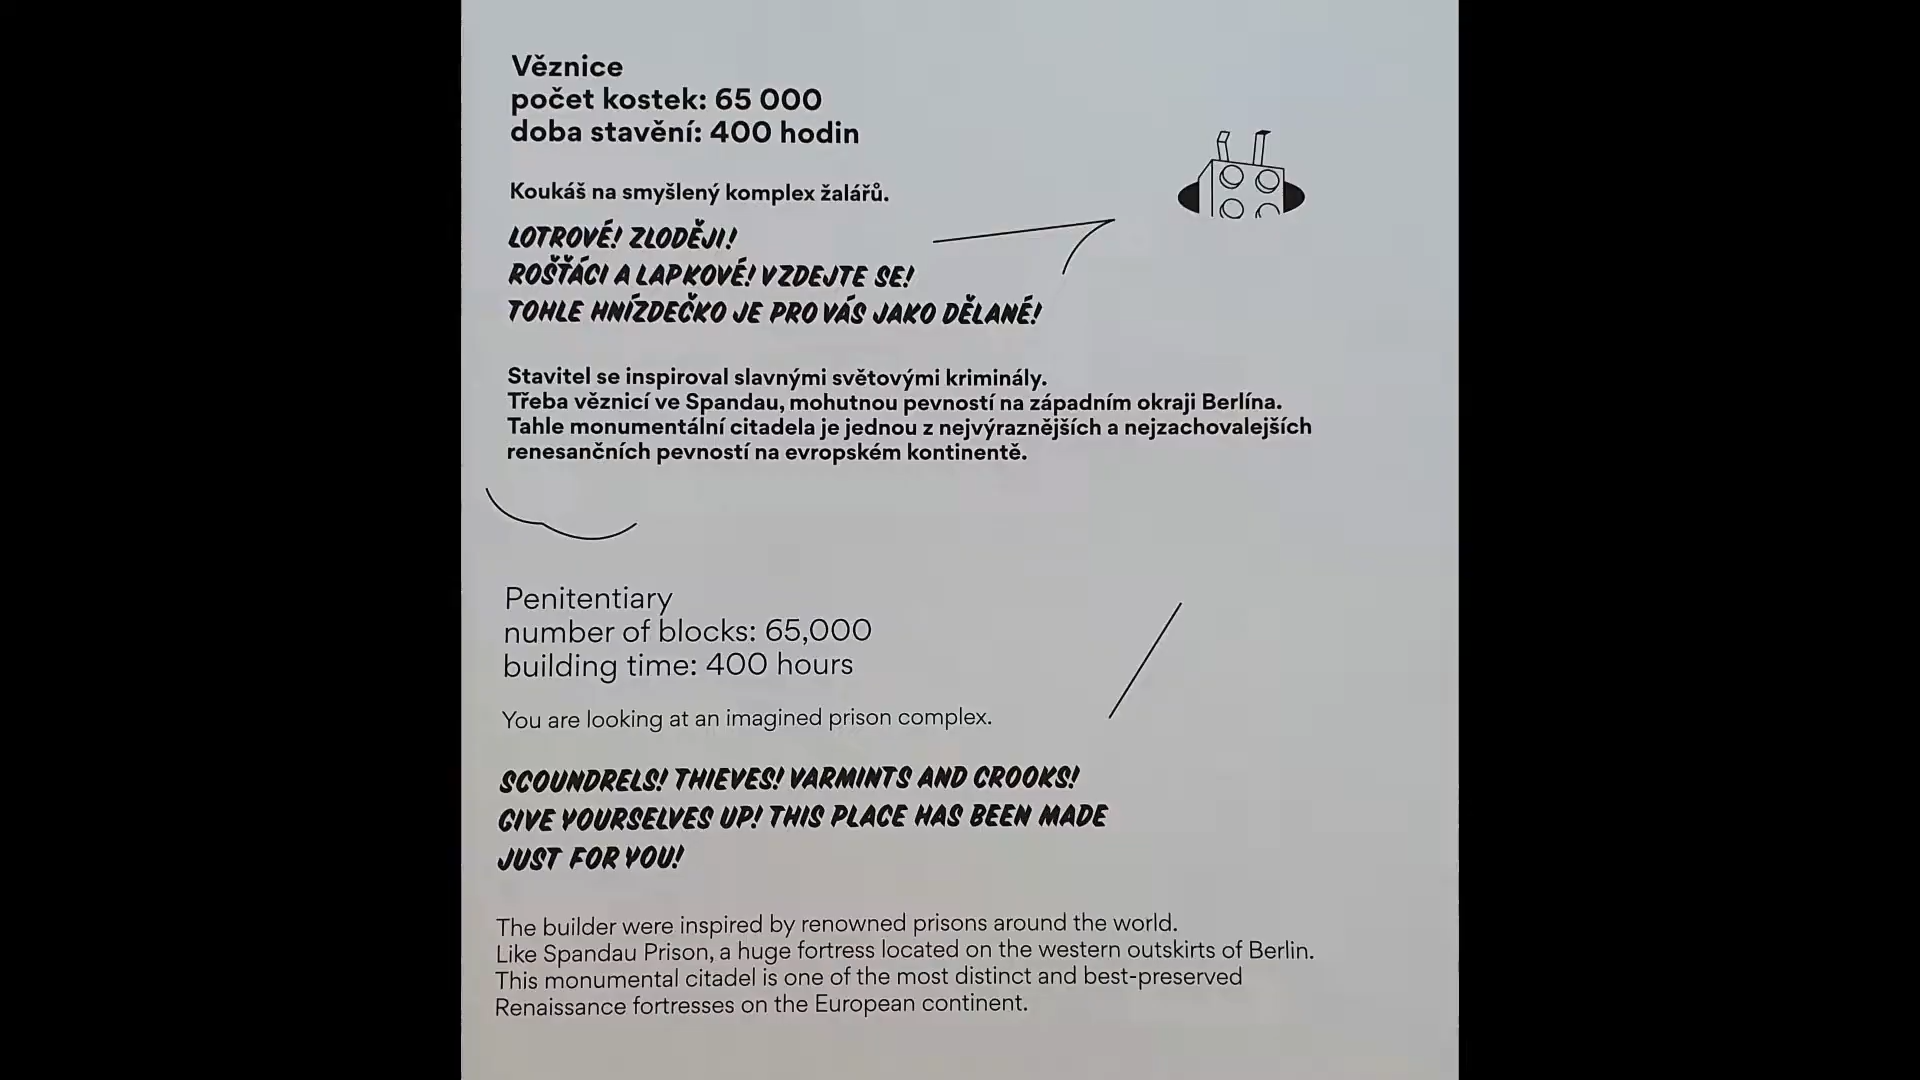 Věznice
počet kostek: 65 000
doba stavění: 400 hodin
Koukáš na smyšlený komplex žalářů.
LOTROVÉ! ZLODĚJI!
ROŠŤÁCI A LAPKOVÉ! VZDEJTE SE!
TOHLE HNÍZDEČKO JE PRO VÁS JAKO DĚLANÉ!
Stavitel se inspiroval slavnými světovými kriminály.
Třeba věznicí ve Spandau, mohutnou pevností na západním okraji Berlína.
Tahle monumentální citadela je jednou z nejvýraznějších a nejzachovalejších
renesančních pevností na evropském kontinentě.
Penitentiary
number of blocks: 65,000
building time: 400 hours
You are looking at an imagined prison complex.
SCOUNDRELS! THIEVES! VARMINTS AND CROOKS!
GIVE YOURSELVES UP! THIS PLACE HAS BEEN MADE
JUST FOR YOU!
The builder were inspired by renowned prisons around the world.
Like Spandau Prison, a huge fortress located on the western outskirts of Berlin.
This monumental citadel is one of the most distinct and best-preserved
Renaissance fortresses on the European continent.